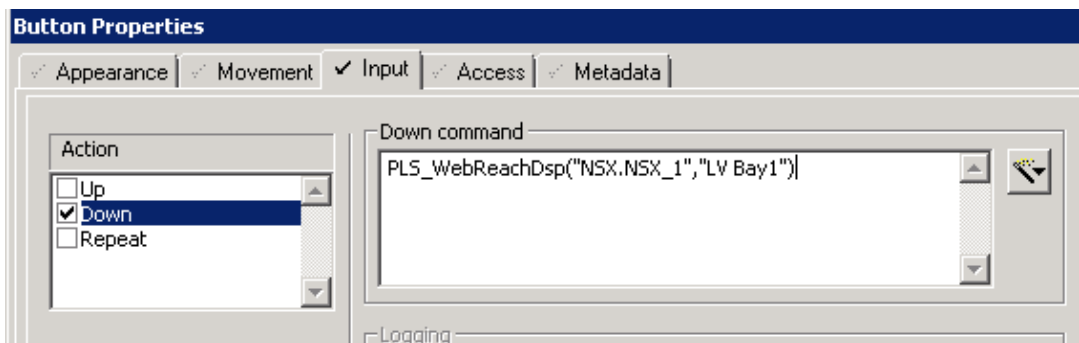 Button Properties
Appearance Movement Input Access Metadata
Action
Up
Down
Repeat
Down command
PLS_WebReachDsp("NSX.NSX_1","LV Bay1")
Logging